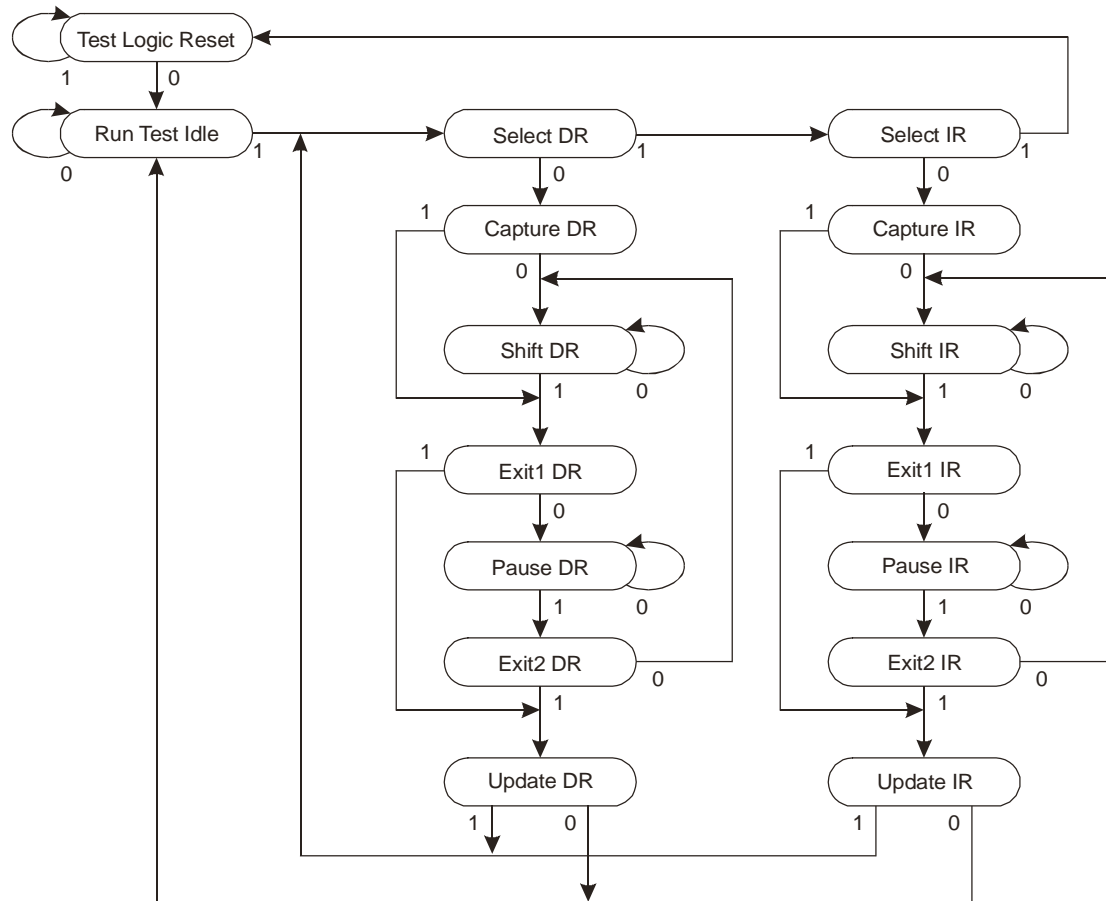 Test Logic Reset
1 0
Run Test Idle
1
0
Select DR
1
0
Select IR
1
0
1
Capture DR
0
1
Capture IR
0
Shift DR
1 0
Shift IR
1 0
1
Exit1 DR
0
1
Exit1 IR
0
Pause DR
1 0
Pause IR
1 0
Exit2 DR
0
1
Exit2 IR
0
1
Update DR
1 0
Update IR
1 0